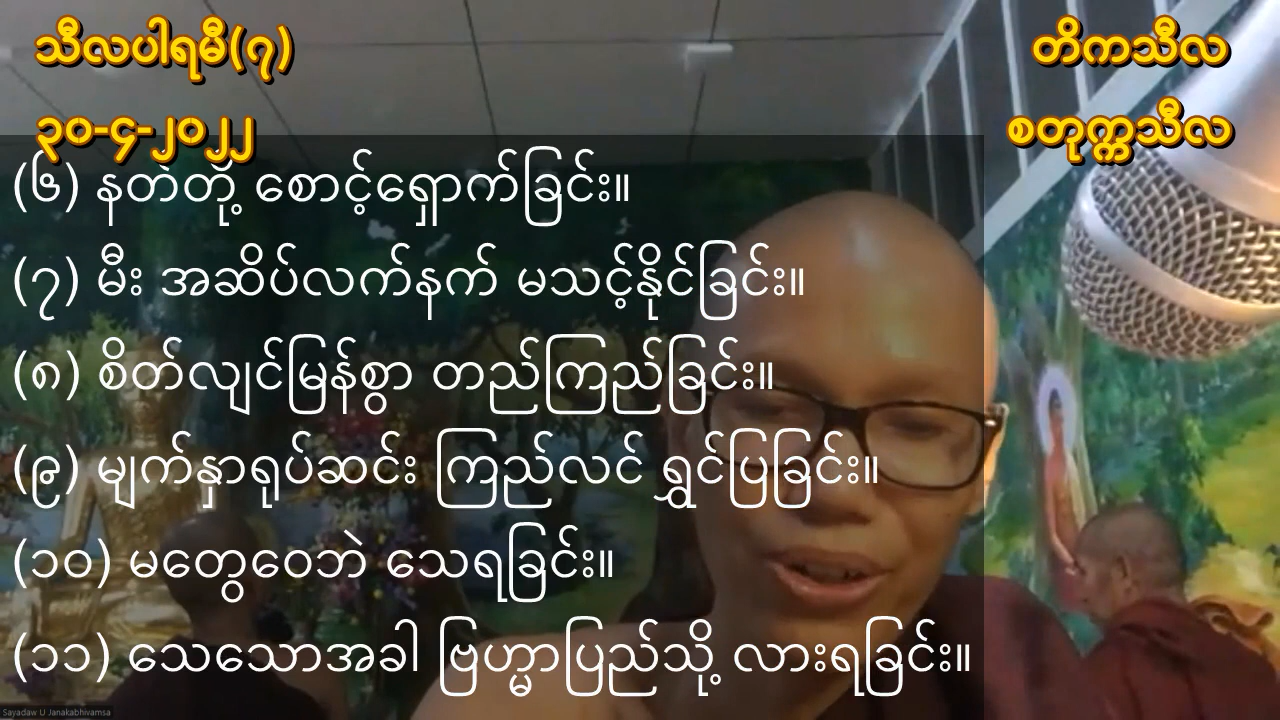 သီလပါရမီ(၇)
တိကသီလ
၃၀-၄-၂၀၂၂
စတုက္ကသီလ
(၆) နတ်တို့ စောင့်ရှောက်ခြင်း။
(၇) မီး အဆိပ်လက်နက် မသင့်နိုင်ခြင်း။
(၈) စိတ်လျင်မြန်စွာ တည်ကြည်ခြင်း။
(၉) မျက်နှာရုပ်ဆင်း ကြည်လင် ရွှင်ပြခြင်း။
(၁၀) မတွေဝေဘဲ သေရခြင်း။
(၁၁) သေသောအခါ ဗြဟ္မာပြည်သို့ လားရခြင်း။
Sayadaw U Janakabhivamsa